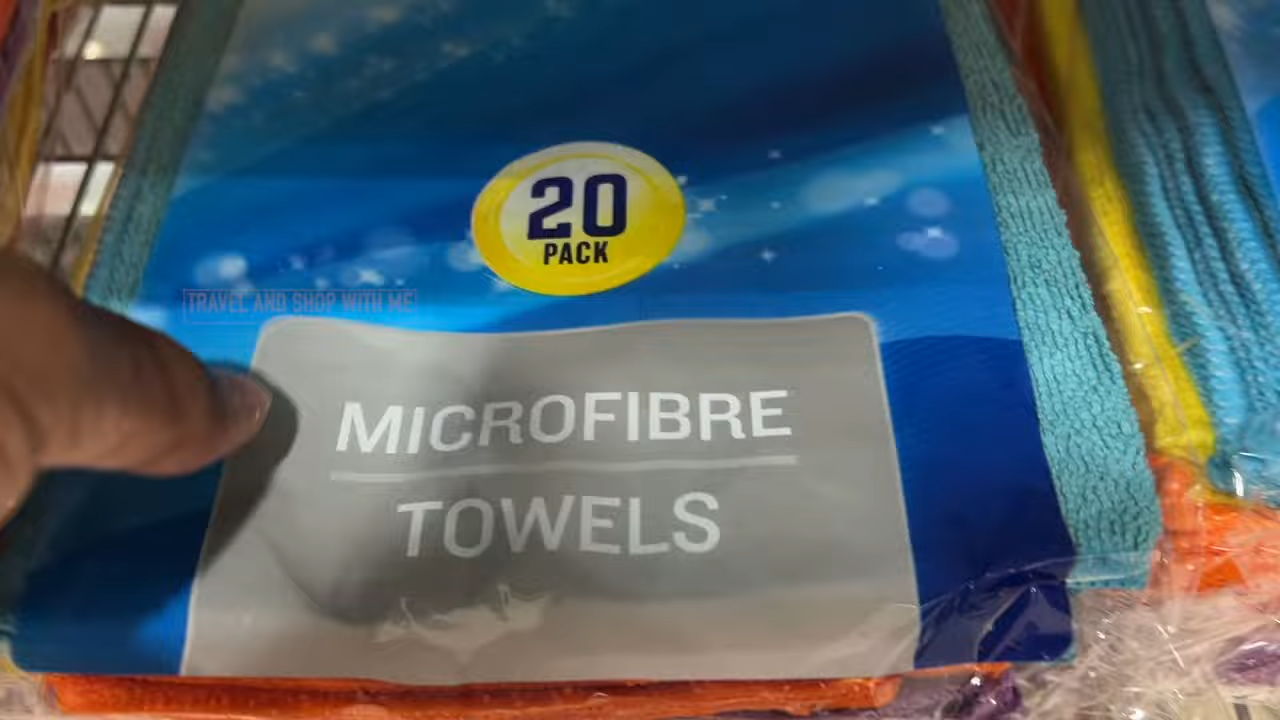 20
PACK
TRAVEL AND SHOP WITH ME
MICROFIBRE
TOWELS